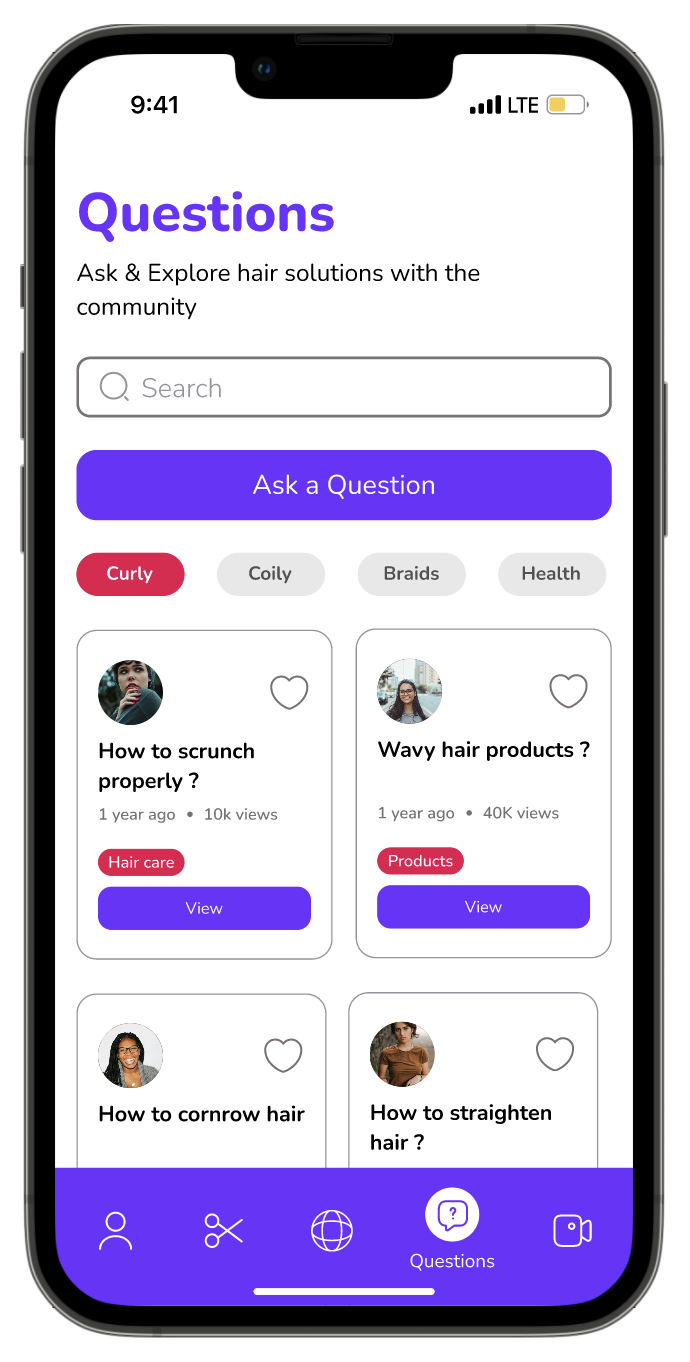 9:41 LTE
Questions
Ask & Explore hair solutions with the
community
Search
Ask a Question
Curly Coily Braids Health
How to scrunch
properly ?
1 year ago • 10k views
Hair care
View
Wavy hair products ?
1 year ago • 40K views
Products
View
How to cornrow hair
How to straighten
hair ?
?
Questions